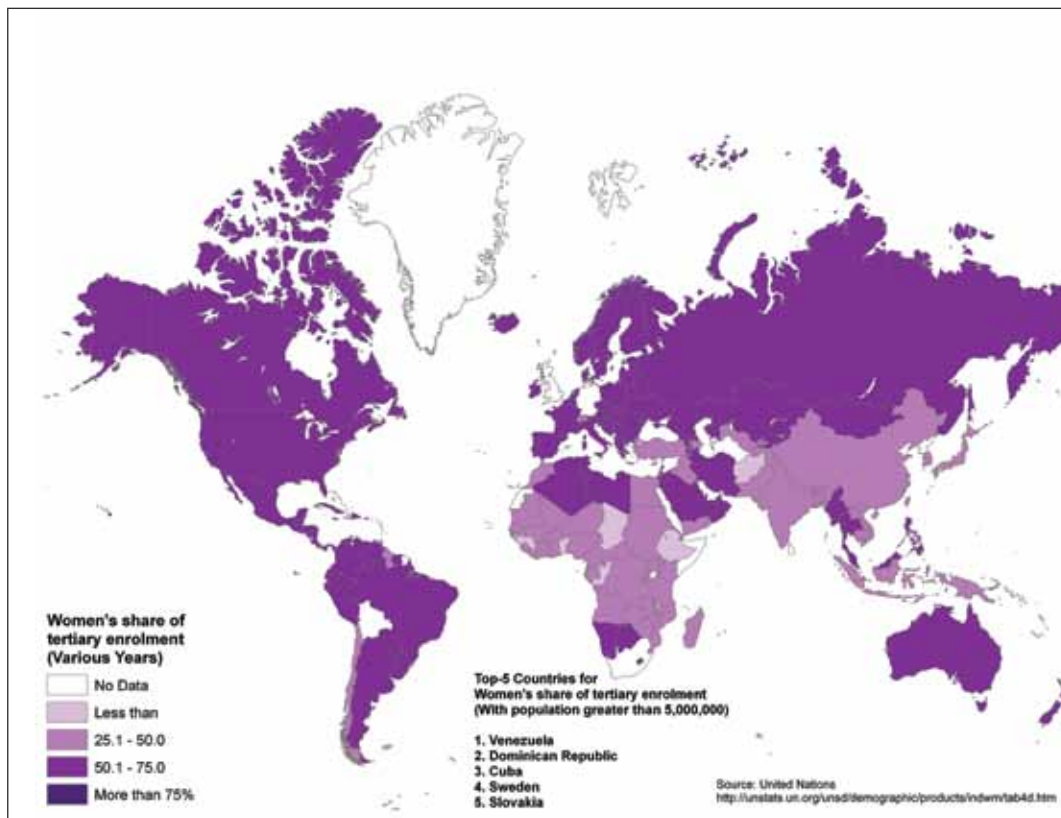 Women's share of
tertiary enrolment
(Various Years)
No Data
Less than
25.1 - 50.0
50.1 - 75.0
More than 75%
Top-5 Countries for
Women's share of tertiary enrolment
(With population greater than 5,000,000)
1. Venezuela
2. Dominican Republic
3. Cuba
4. Sweden
5. Slovakia
Source: United Nations
http://unstats.un.org/unsd/demographic/products/indwm/tab4d.htm